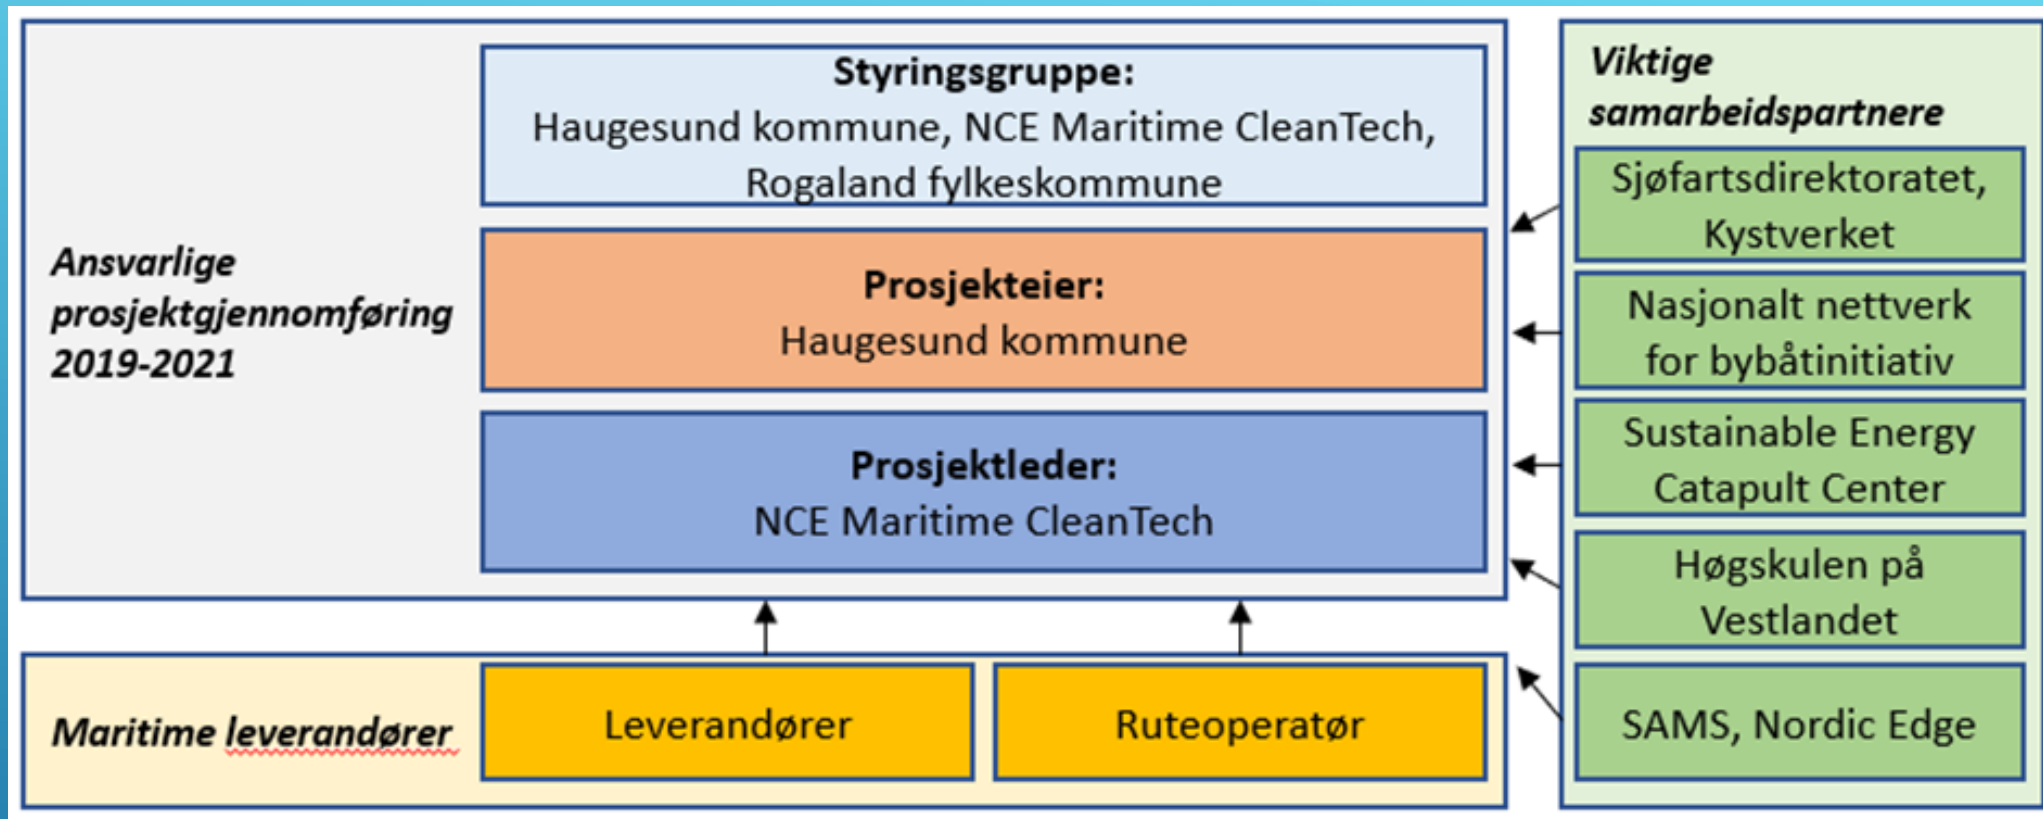 Ansvarlige
prosjektgjennomføring
2019-2021
Styringsgruppe:
Haugesund kommune, NCE Maritime CleanTech,
Rogaland fylkeskommune
Prosjekteier:
Haugesund kommune
Prosjektleder:
NCE Maritime CleanTech
Maritime leverandører
Leverandører
Ruteoperatør
Viktige
samarbeidspartnere
Sjøfartsdirektoratet,
Kystverket
Nasjonalt nettverk
for bybåtinitiativ
Sustainable Energy
Catapult Center
Høgskulen på
Vestlandet
SAMS, Nordic Edge